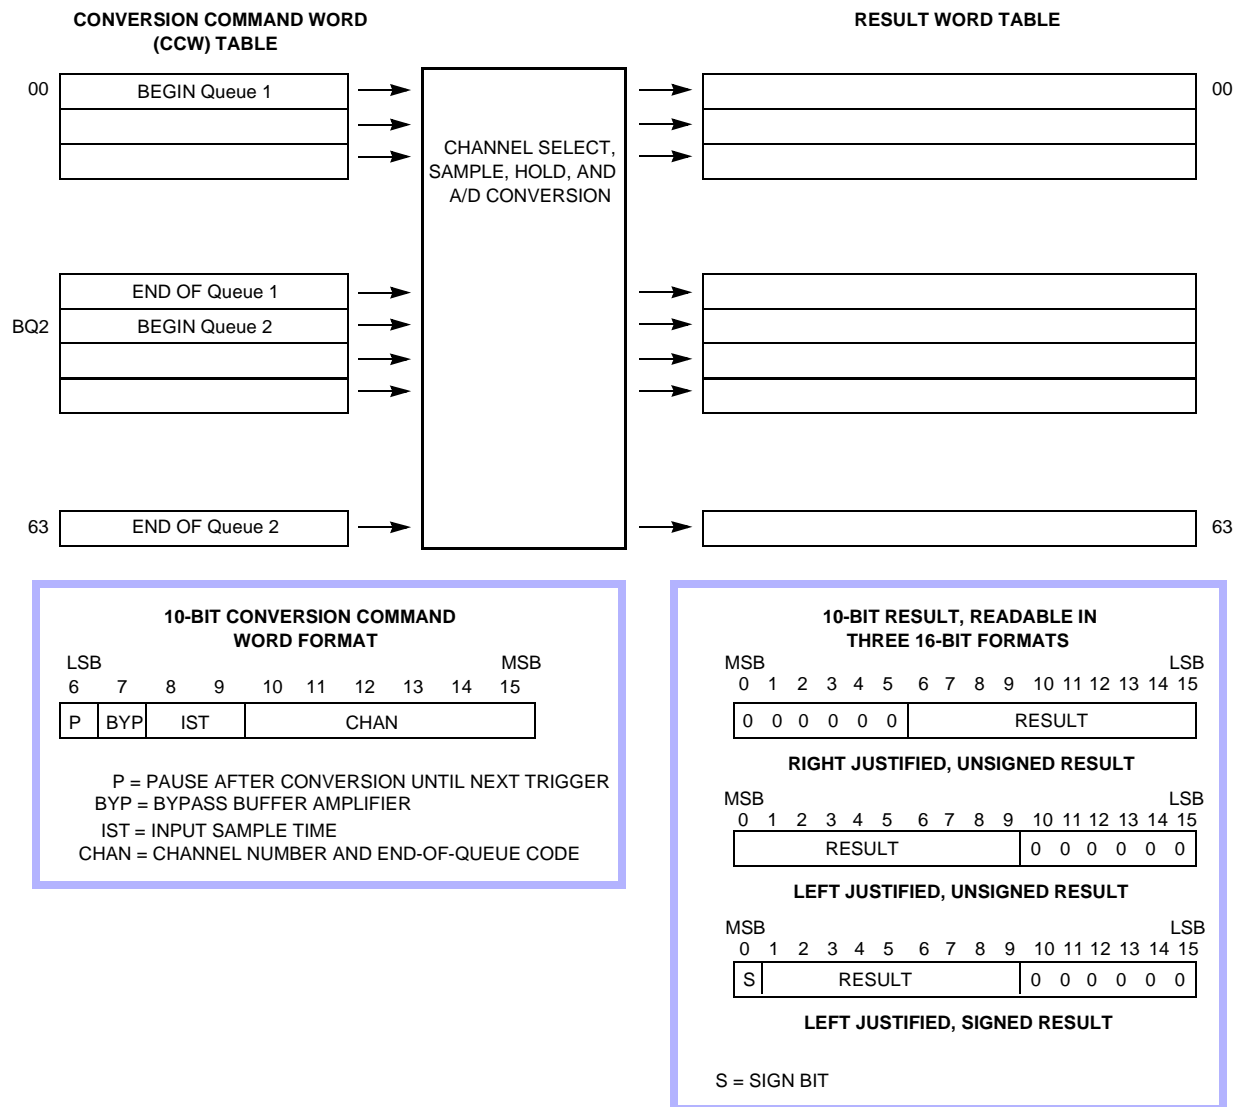 CONVERSION COMMAND WORD
(CCW) TABLE
RESULT WORD TABLE
00 BEGIN Queue 1 00
CHANNEL SELECT,
SAMPLE, HOLD, AND
A/D CONVERSION
END OF Queue 1
BQ2 BEGIN Queue 2
63 END OF Queue 2 63
10-BIT CONVERSION COMMAND
WORD FORMAT
LSB MSB
6 7 8 9 10 11 12 13 14 15
P BYP IST CHAN
P = PAUSE AFTER CONVERSION UNTIL NEXT TRIGGER
BYP = BYPASS BUFFER AMPLIFIER
IST = INPUT SAMPLE TIME
CHAN = CHANNEL NUMBER AND END-OF-QUEUE CODE
10-BIT RESULT, READABLE IN
THREE 16-BIT FORMATS
MSB LSB
0 1 2 3 4 5 6 7 8 9 10 11 12 13 14 15
0 0 0 0 0 0 RESULT
RIGHT JUSTIFIED, UNSIGNED RESULT
MSB LSB
0 1 2 3 4 5 6 7 8 9 10 11 12 13 14 15
RESULT 0 0 0 0 0 0
LEFT JUSTIFIED, UNSIGNED RESULT
MSB LSB
0 1 2 3 4 5 6 7 8 9 10 11 12 13 14 15
S RESULT 0 0 0 0 0 0
LEFT JUSTIFIED, SIGNED RESULT
S = SIGN BIT